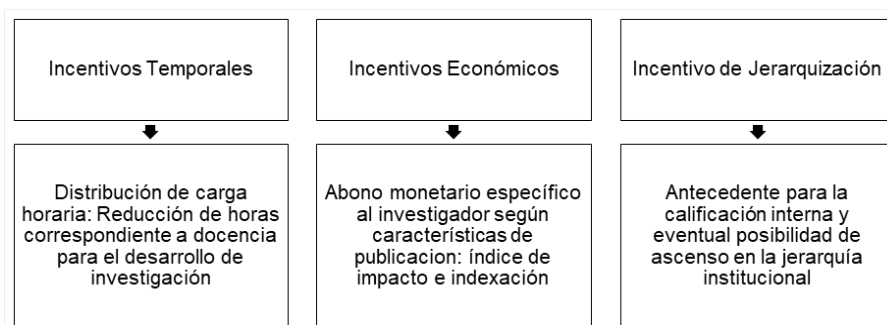 Incentivos Temporales
Incentivos Económicos
Incentivo de Jerarquización
Distribución de carga
horaria: Reducción de horas
correspondiente a docencia
para el desarrollo de
investigación
Abono monetario específico
al investigador según
características de
publicacion: índice de
impacto e indexación
Antecedente para la
calificación interna y
eventual posibilidad de
ascenso en la jerarquía
institucional